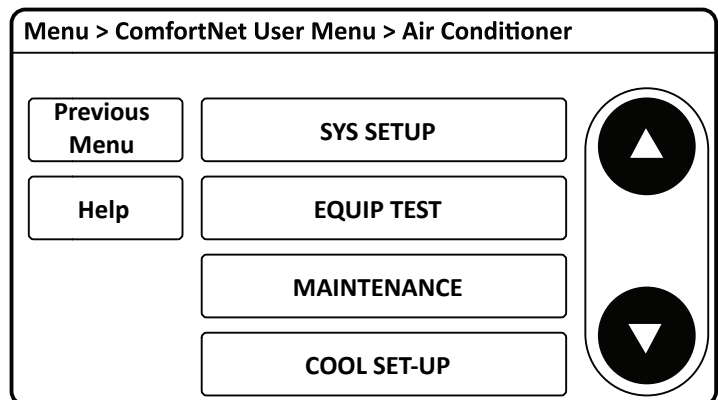 Menu > ComfortNet User Menu > Air Conditioner
Previous
Menu
SYS SETUP
Help
EQUIP TEST
MAINTENANCE
COOL SET-UP